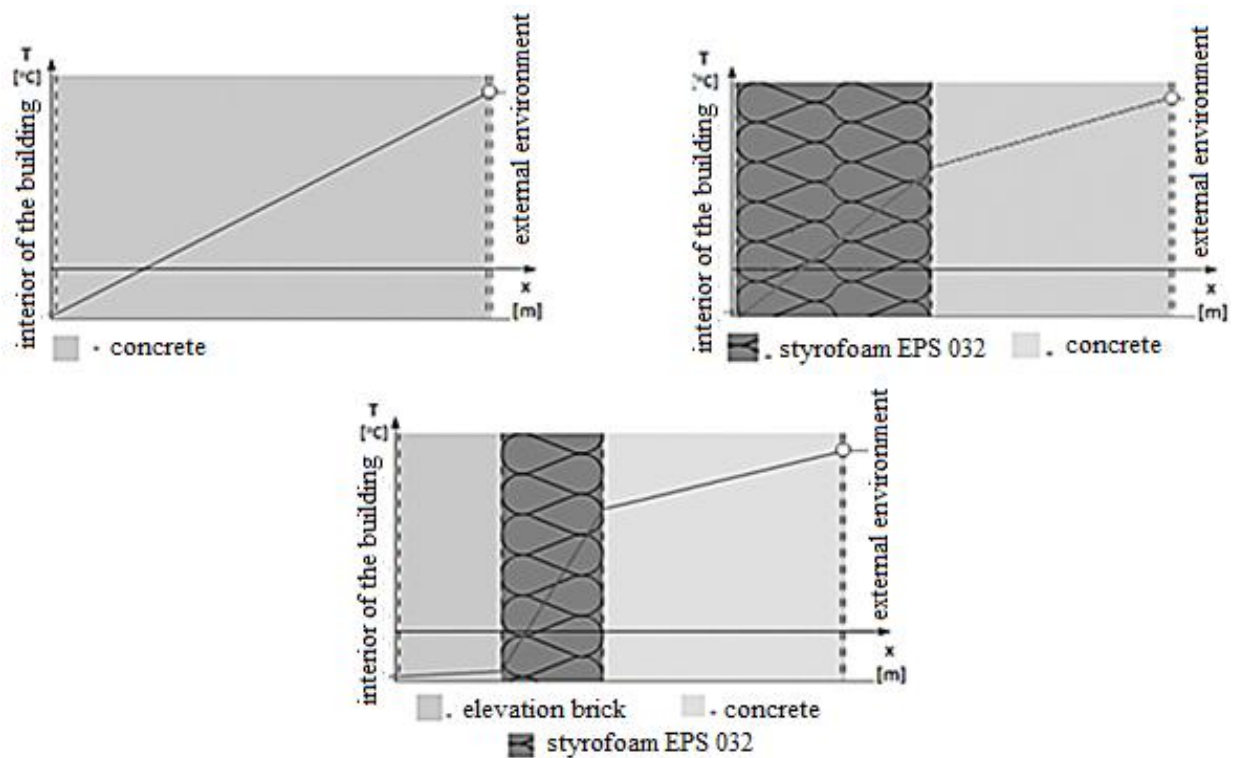 T
[°C]
interior of the building
external environment
x
[m]
- concrete
T
[°C]
interior of the building
external environment
x
[m]
- styrofoam EPS 032
- concrete
T
[°C]
interior of the building
external environment
x
[m]
- elevation brick
- concrete
styrofoam EPS 032